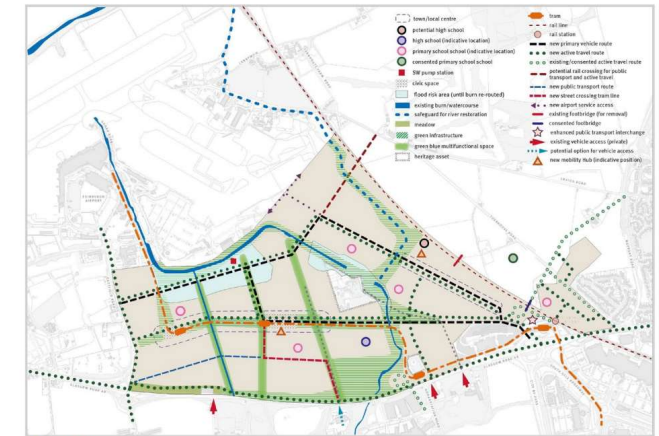 town/local centre
potential high school
high school (indicative location)
primary school school (indicative location)
consented primary school school
SW pump station
civic space
flood risk area (until burn re-routed)
existing burn/watercourse
safeguard for river restoration
meadow
green infrastructure
green blue multifunctional space
heritage asset
tram
rail line
rail station
new primary vehicle route
new active travel route
existing/consented active travel route
potential rail crossing for public
transport and active travel
new public transport route
new street crossing tram line
new airport service access
existing footbridge (for removal)
consented footbridge
enhanced public transport interchange
existing vehicle access (private)
potential option for vehicle access
new mobility Hub (indicative position)
EDINBURGH
AIRPORT